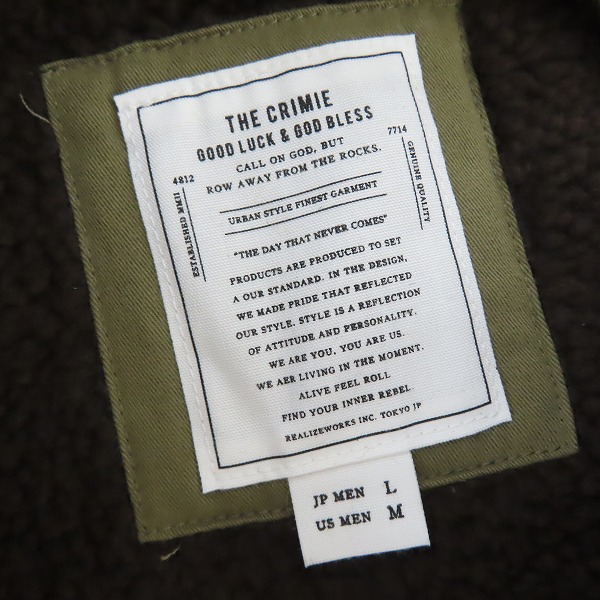 THE CRIMIE
GOOD LUCK & GOD BLESS
4812
7714
CALL ON GOD, BUT
ROW AWAY FROM THE ROCKS.
ESTABLISHED MMII
GENUINE QUALITY
URBAN STYLE FINEST GARMENT
"THE DAY THAT NEVER COMES"
PRODUCTS ARE PRODUCED TO SET
A OUR STANDARD. IN THE DESIGN,
WE MADE PRIDE THAT REFLECTED
OUR STYLE. STYLE IS A REFLECTION
OF ATTITUDE AND PERSONALITY.
WE ARE YOU, YOU ARE US.
WE AER LIVING IN THE MOMENT.
ALIVE FEEL ROLL
FIND YOUR INNER REBEL
REALIZEWORKS INC. TOKYO JP
JP MEN L
US MEN M